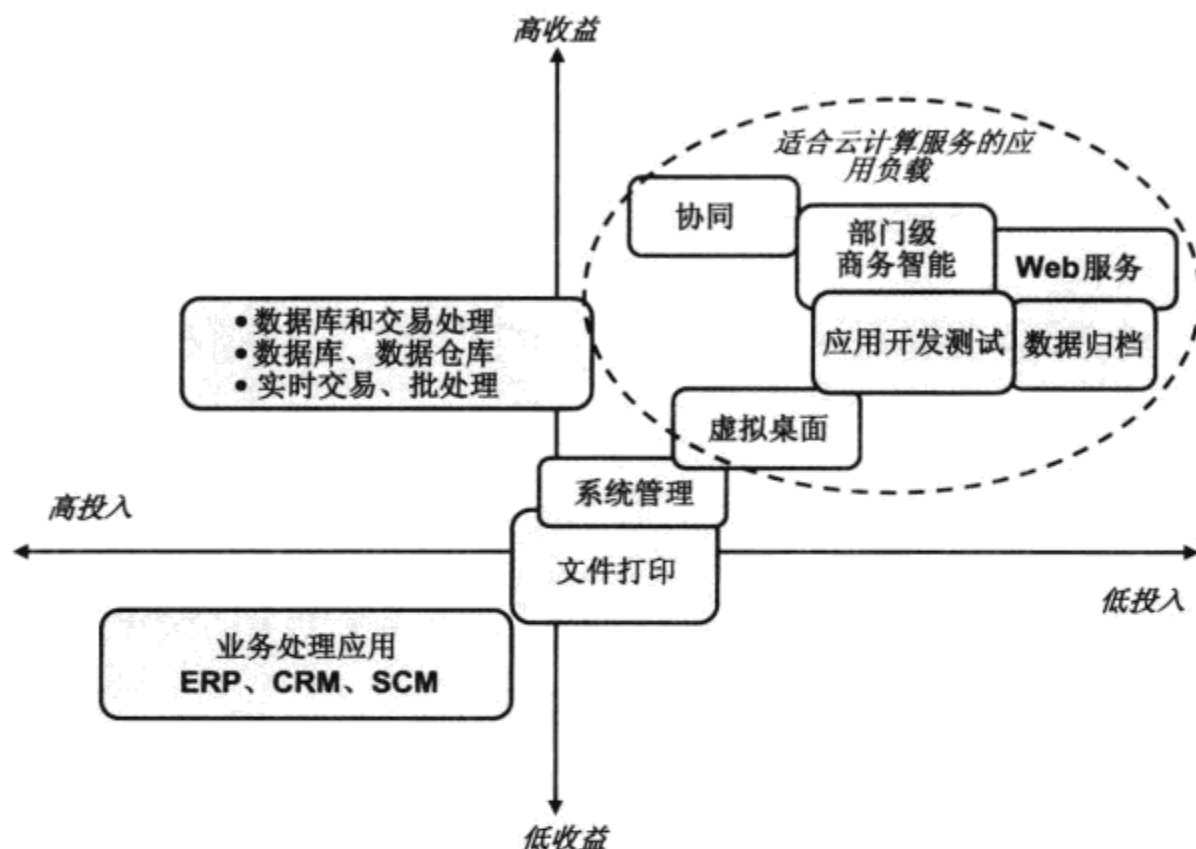 高收益
适合云计算服务的应
用负载
协同
部门级
商务智能
Web服务
•数据库和交易处理
•数据库、数据仓库
•实时交易、批处理
应用开发测试
数据归档
虚拟桌面
系统管理
高投入
文件打印
低投入
业务处理应用
ERP、CRM、SCM
低收益